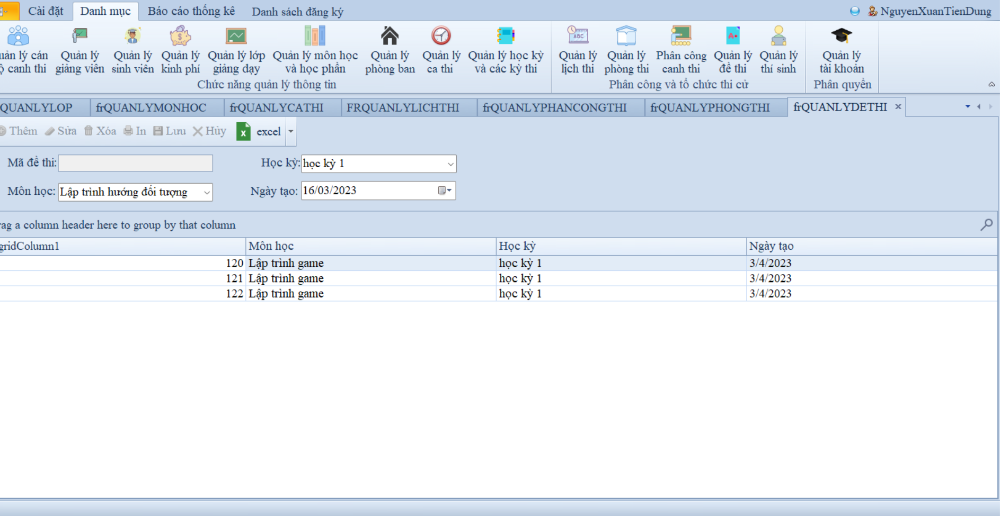 Cài đặt Danh mục Báo cáo thống kê Danh sách đăng ký NguyenXuanTienDung
Quản lý giảng viên
Quản lý sinh viên
Quản lý kinh phí
Quản lý lớp giảng dạy
Quản lý môn học và học phần
Quản lý phòng ban
Quản lý ca thi
Quản lý học kỳ và các kỳ thi
ABC
Quản lý lịch thi
Quản lý phòng thi
Phân công canh thi
A+
Quản lý đề thi
Quản lý thí sinh
Quản lý tài khoản
canh thi
Chức năng quản lý thông tin Phân công và tổ chức thi cử Phân quyền
QUANLYLOP frQUANLYMONHOC frQUANLYCATHI FRQUANLYLICHTHI frQUANLYPHANCONGTHI frQUANLYPHONGTHI frQUANLYDETHI
Thêm Sửa Xóa In Lưu Hủy excel
Mã đề thi: Học kỳ: học kỳ 1
Môn học: Lập trình hướng đối tượng Ngày tạo: 16/03/2023
a column header here to group by that column
gridColumn1 Môn học Học kỳ Ngày tạo
120 Lập trình game học kỳ 1 3/4/2023
121 Lập trình game học kỳ 1 3/4/2023
122 Lập trình game học kỳ 1 3/4/2023